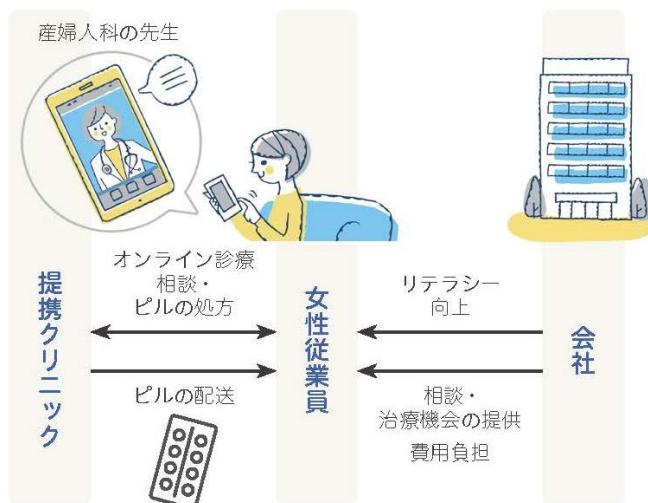 産婦人科の先生
提携クリニック
オンライン診療
相談・
ピルの処方
ピルの配送
女性従業員
リテラシー
向上
相談・
治療機会の提供
費用負担
会社